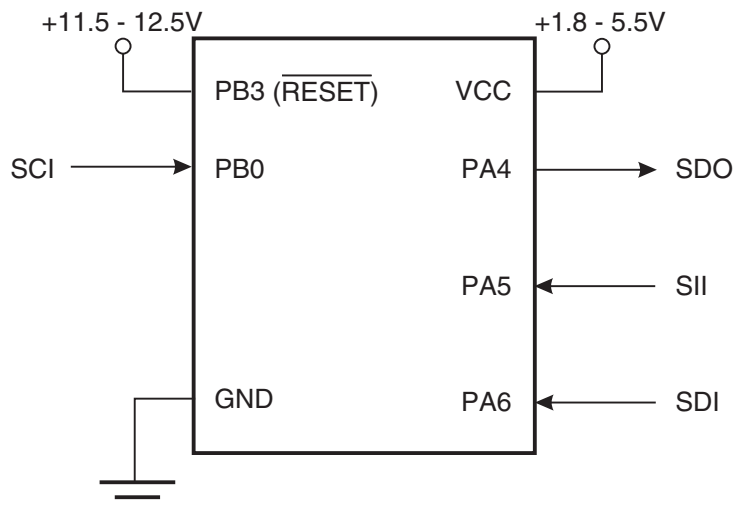 +11.5 - 12.5V
+1.8 - 5.5V
PB3 (RESET)
VCC
SCI
PB0
PA4
SDO
PA5
SII
GND
PA6
SDI